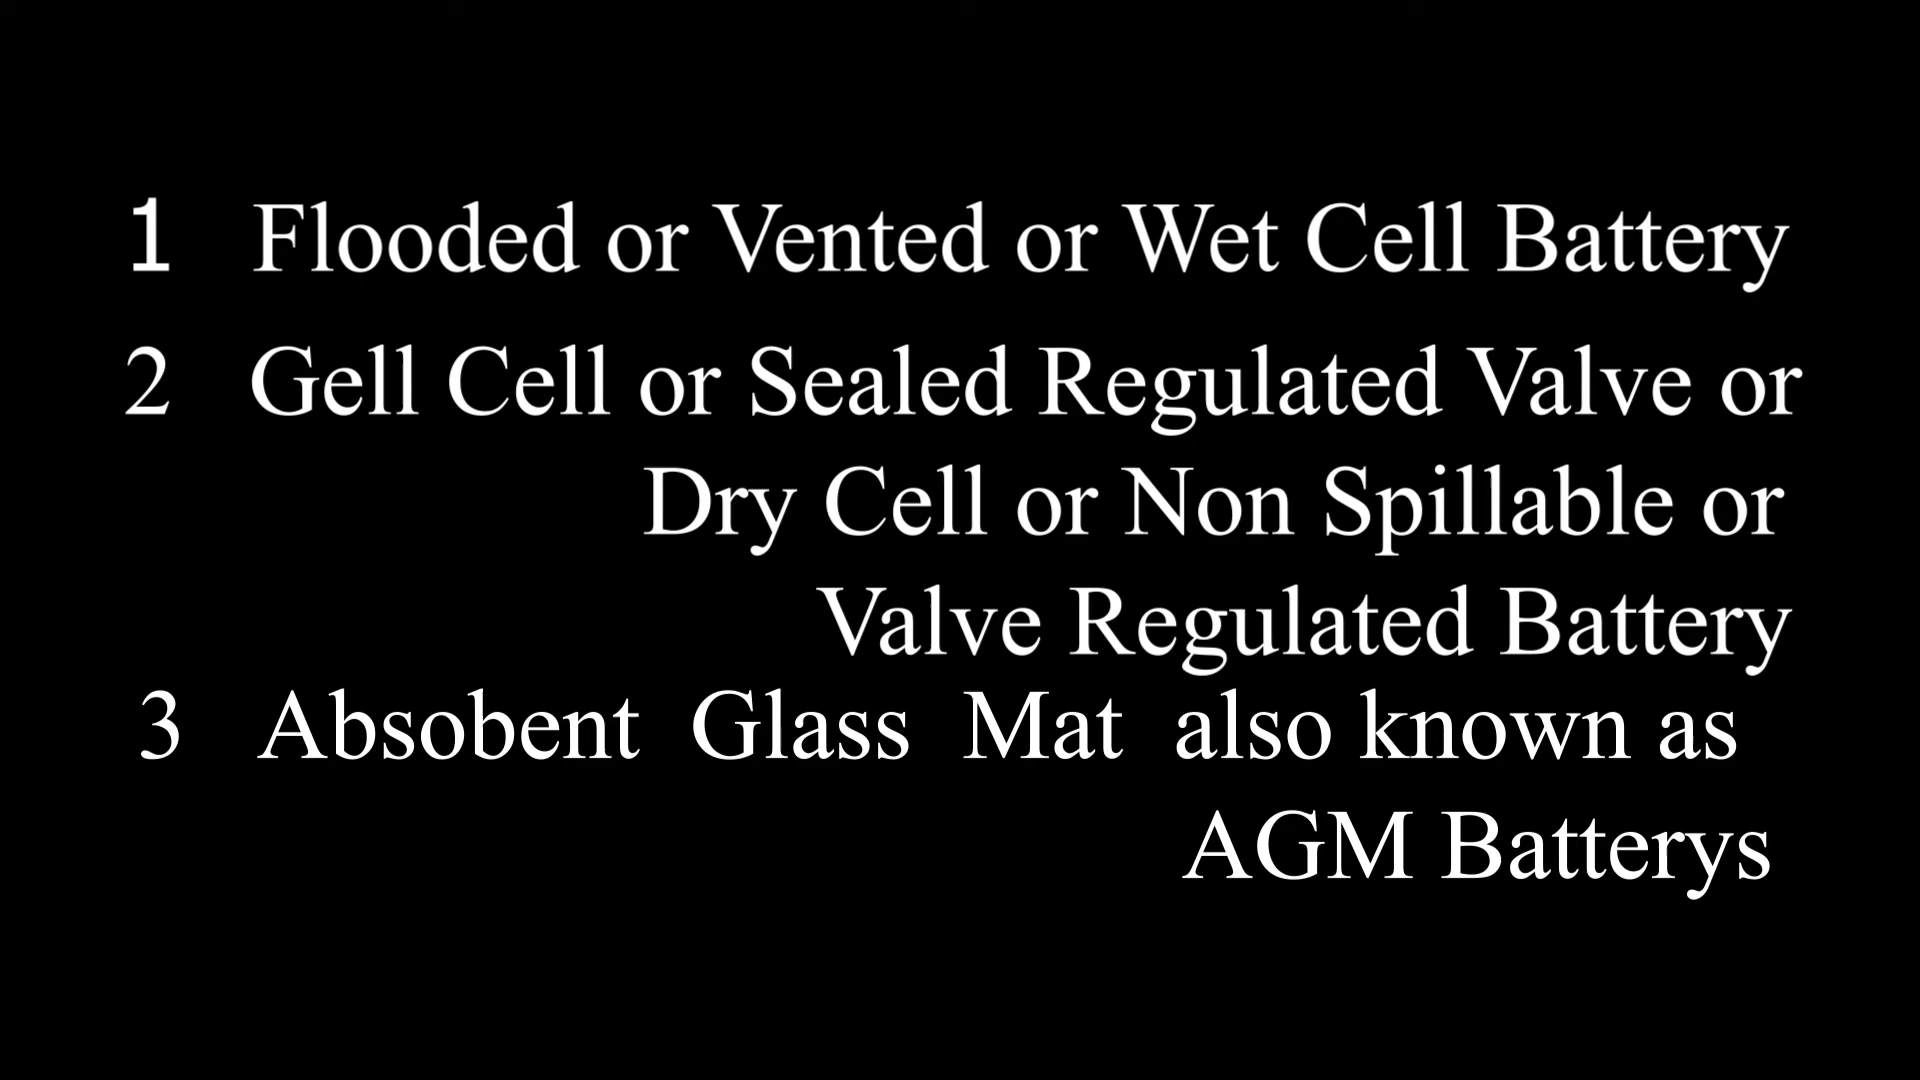 1 Flooded or Vented or Wet Cell Battery
2 Gell Cell or Sealed Regulated Valve or
Dry Cell or Non Spillable or
Valve Regulated Battery
3 Absobent Glass Mat also known as
AGM Batterys